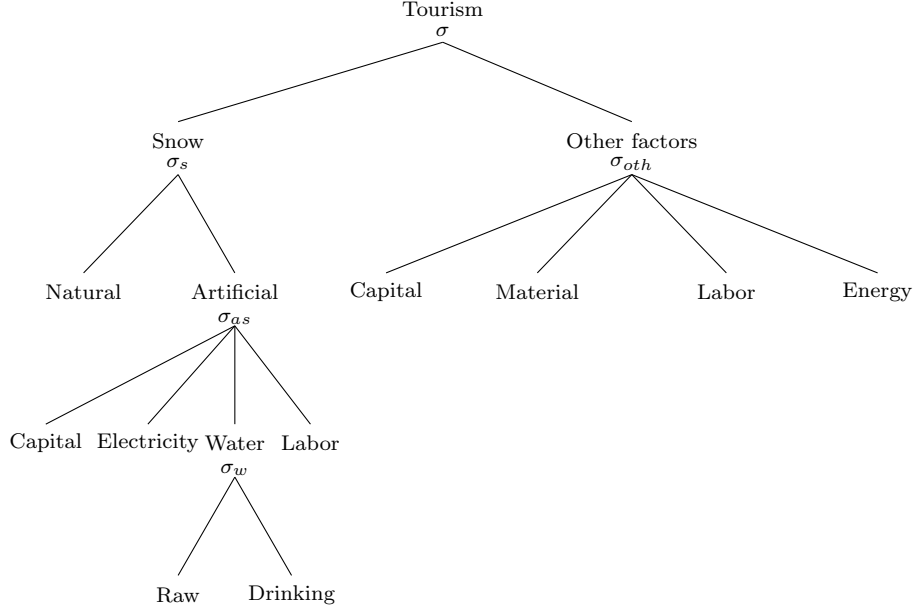 Tourism
σ
Snow
σ_s
Other factors
σ_oth
Natural
Artificial
σ_as
Capital
Material
Labor
Energy
Capital
Electricity
Water
σ_w
Labor
Raw
Drinking